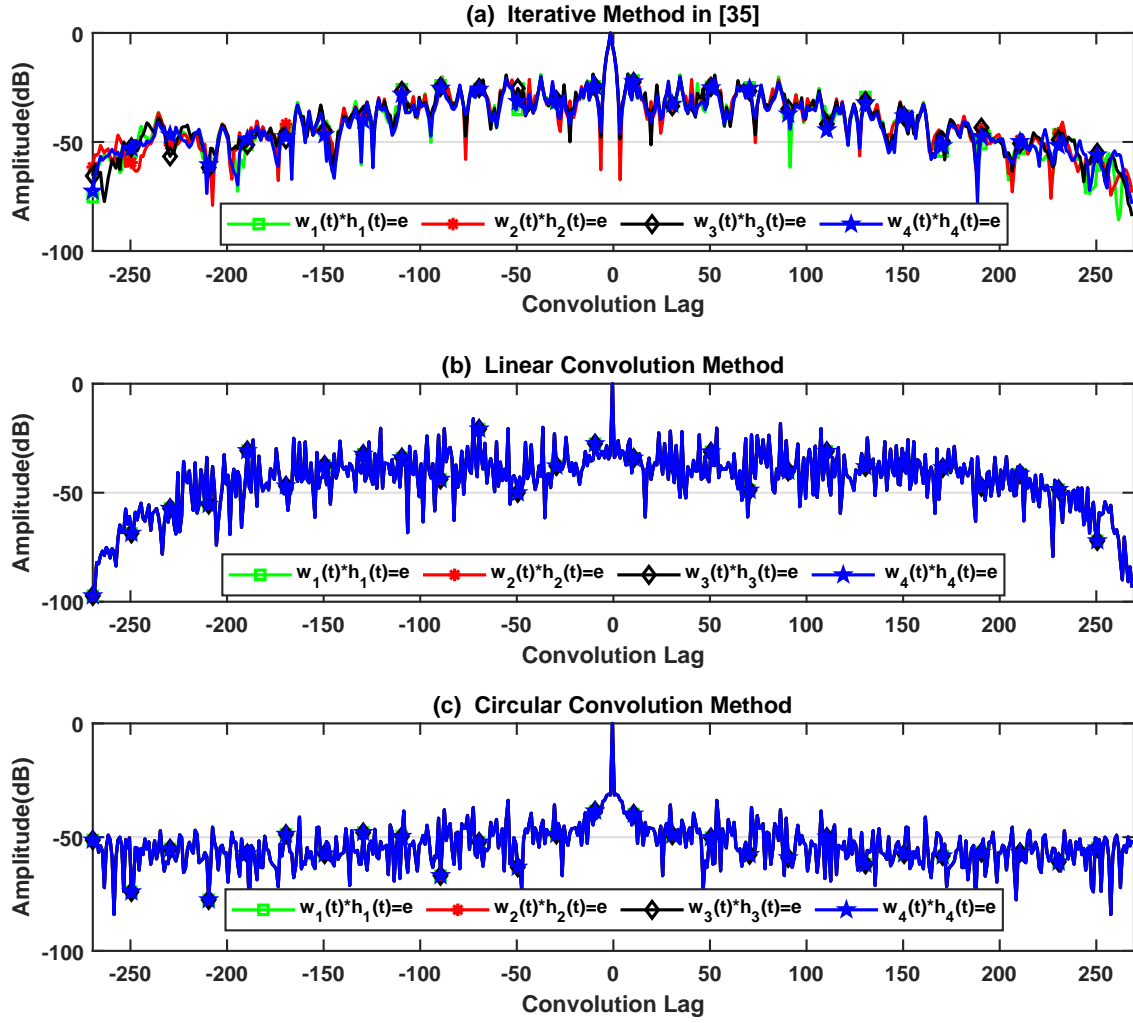 (a) Iterative Method in [35]
Amplitude(dB)
0
-50
-100
w1(t)*h1(t)=e w2(t)*h2(t)=e w3(t)*h3(t)=e w4(t)*h4(t)=e
-250 -200 -150 -100 -50 0 50 100 150 200 250
Convolution Lag
(b) Linear Convolution Method
Amplitude(dB)
0
-50
-100
w1(t)*h1(t)=e w2(t)*h2(t)=e w3(t)*h3(t)=e w4(t)*h4(t)=e
-250 -200 -150 -100 -50 0 50 100 150 200 250
Convolution Lag
(c) Circular Convolution Method
Amplitude(dB)
0
-50
-100
w1(t)*h1(t)=e w2(t)*h2(t)=e w3(t)*h3(t)=e w4(t)*h4(t)=e
-250 -200 -150 -100 -50 0 50 100 150 200 250
Convolution Lag